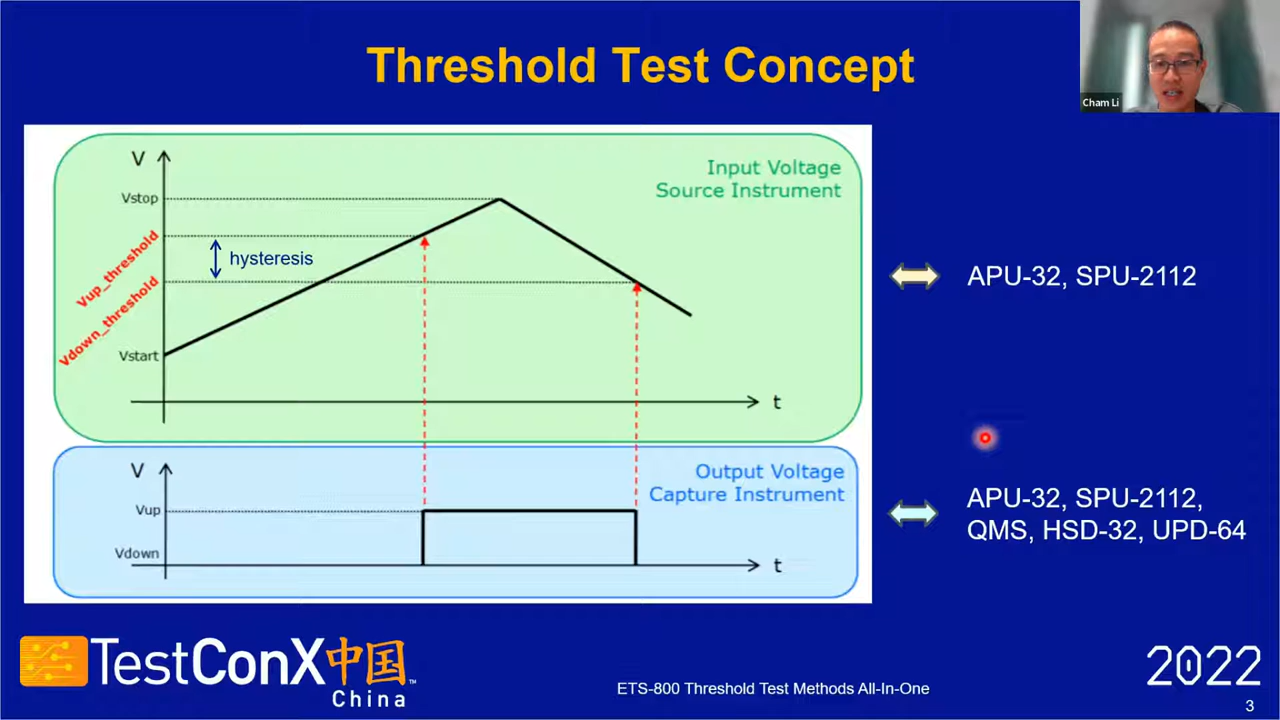 Threshold Test Concept
Cham Li
V
Input Voltage
Source Instrument
Vstop
Vup_threshold
hysteresis
Vdown_threshold
Vstart
t
APU-32, SPU-2112
V
Output Voltage
Capture Instrument
Vup
Vdown
t
APU-32, SPU-2112,
QMS, HSD-32, UPD-64
TestConX中国™
China
ETS-800 Threshold Test Methods All-In-One
2022
3